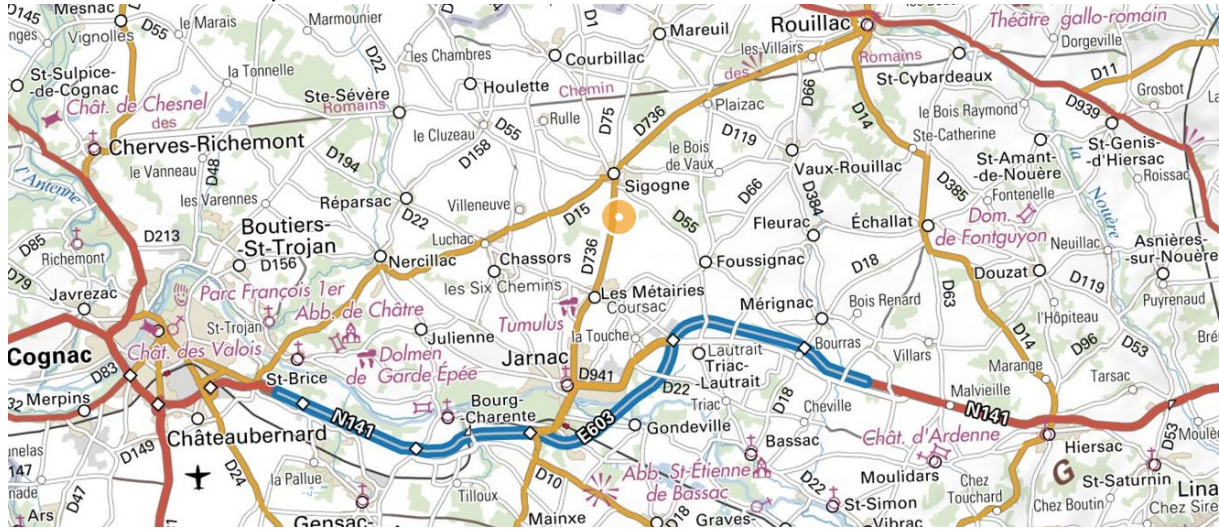 D145
Mesnac
D55
le Marais
Vignolles
Marmounier
D22
les Chambres
D1
Mareuil
Rouillac
Théâtre gallo-romain
Dorgeville
les Villairs
Romains
Courbillac
la Tonnelle
St-Sulpice-
-de-Cognac
Chât. de Chesnel
des
Ste-Sévère
Romains
Houlette
Chemin
des
St-Cybardeaux
D11
Grosbot
le Bois Raymond
D939
Plaizac
D66
D75
D736
Rulle
D55
le Cluzeau
D158
D14
D119
Ste-Catherine
St-Genis-
-d'Hiersac
Cherves-Richemont
le Vanneau
D48
D194
le Bois
de Vaux
Vaux-Rouillac
St-Amant-
-de-Nouère
la
Nouère
Roissac
l'Antenne
les Varennes
Réparsac
D22
Villeneuve
Sigogne
D15
D66
D55
D384
D385
Fontenelle
Dom.
de Fontguyon
Fleurac
Échallat
Neuillac
Asnières-
-sur-Nouère
D85
D213
Richemont
Boutiers-
-St-Trojan
D156
Luchac
Nercillac
Chassors
D736
Foussignac
D18
Douzat
D119
Puyrenaud
D79
Javrezac
Parc François 1er
les Six Chemins
Les Métairies
Coursac
Mérignac
Bois Renard
D63
l'Hôpiteau
St-Trojan
Abb. de Châtre
Julienne
Tumulus
la Touche
Bourras
D14
D96
D53
Cognac
Chât. des Valois
Dolmen
de Garde Épée
Jarnac
D941
Lautrait
Triac-
-Lautrait
Villars
Marange
Tarsac
D83
St-Brice
D22
Malvieille
Merpins
N141
Bourg-
-Charente
E603
Triac
D18
Cheville
N141
Châteaubernard
Gondeville
Bassac
Chât. d'Ardenne
Hiersac
D53
D149
D24
la Pallue
D10
Abb. St-Étienne
de Bassac
Moulidars
G
St-Saturnin
D47
Tilloux
D22
St-Simon
Chez
Touchard
Ars
Gensac-
Mainxe
D18
Graves-
Vibrac
Chez Boutin